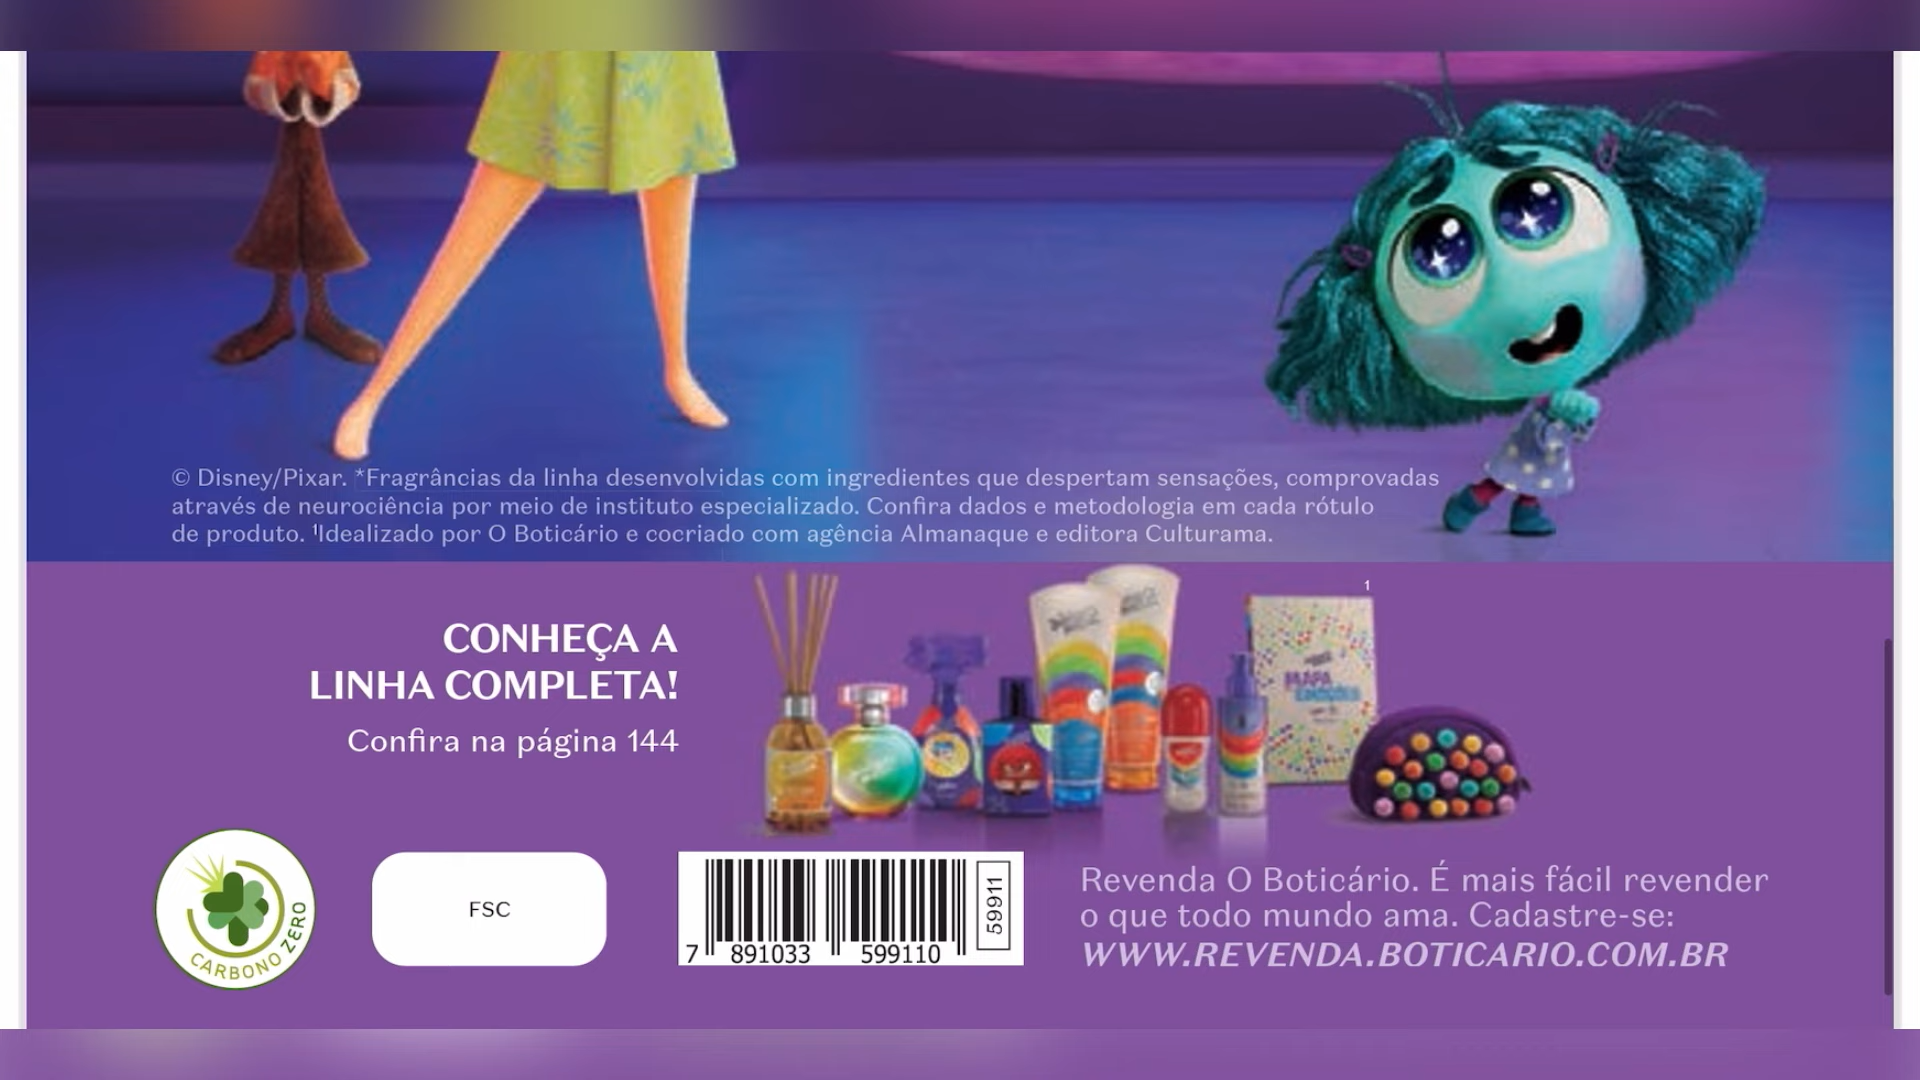 © Disney/Pixar. *Fragrâncias da linha desenvolvidas com ingredientes que despertam sensações, comprovadas
através de neurociência por meio de instituto especializado. Confira dados e metodologia em cada rótulo
de produto. ¹Idealizado por O Boticário e cocriado com agência Almanaque e editora Culturama.
1
CONHEÇA A
LINHA COMPLETA!
Confira na página 144
MAPA
EMOÇÕES
CARBONO ZERO
FSC
7 891033 599110
59911
Revenda O Boticário. É mais fácil revender
o que todo mundo ama. Cadastre-se:
WWW.REVENDA.BOTICARIO.COM.BR